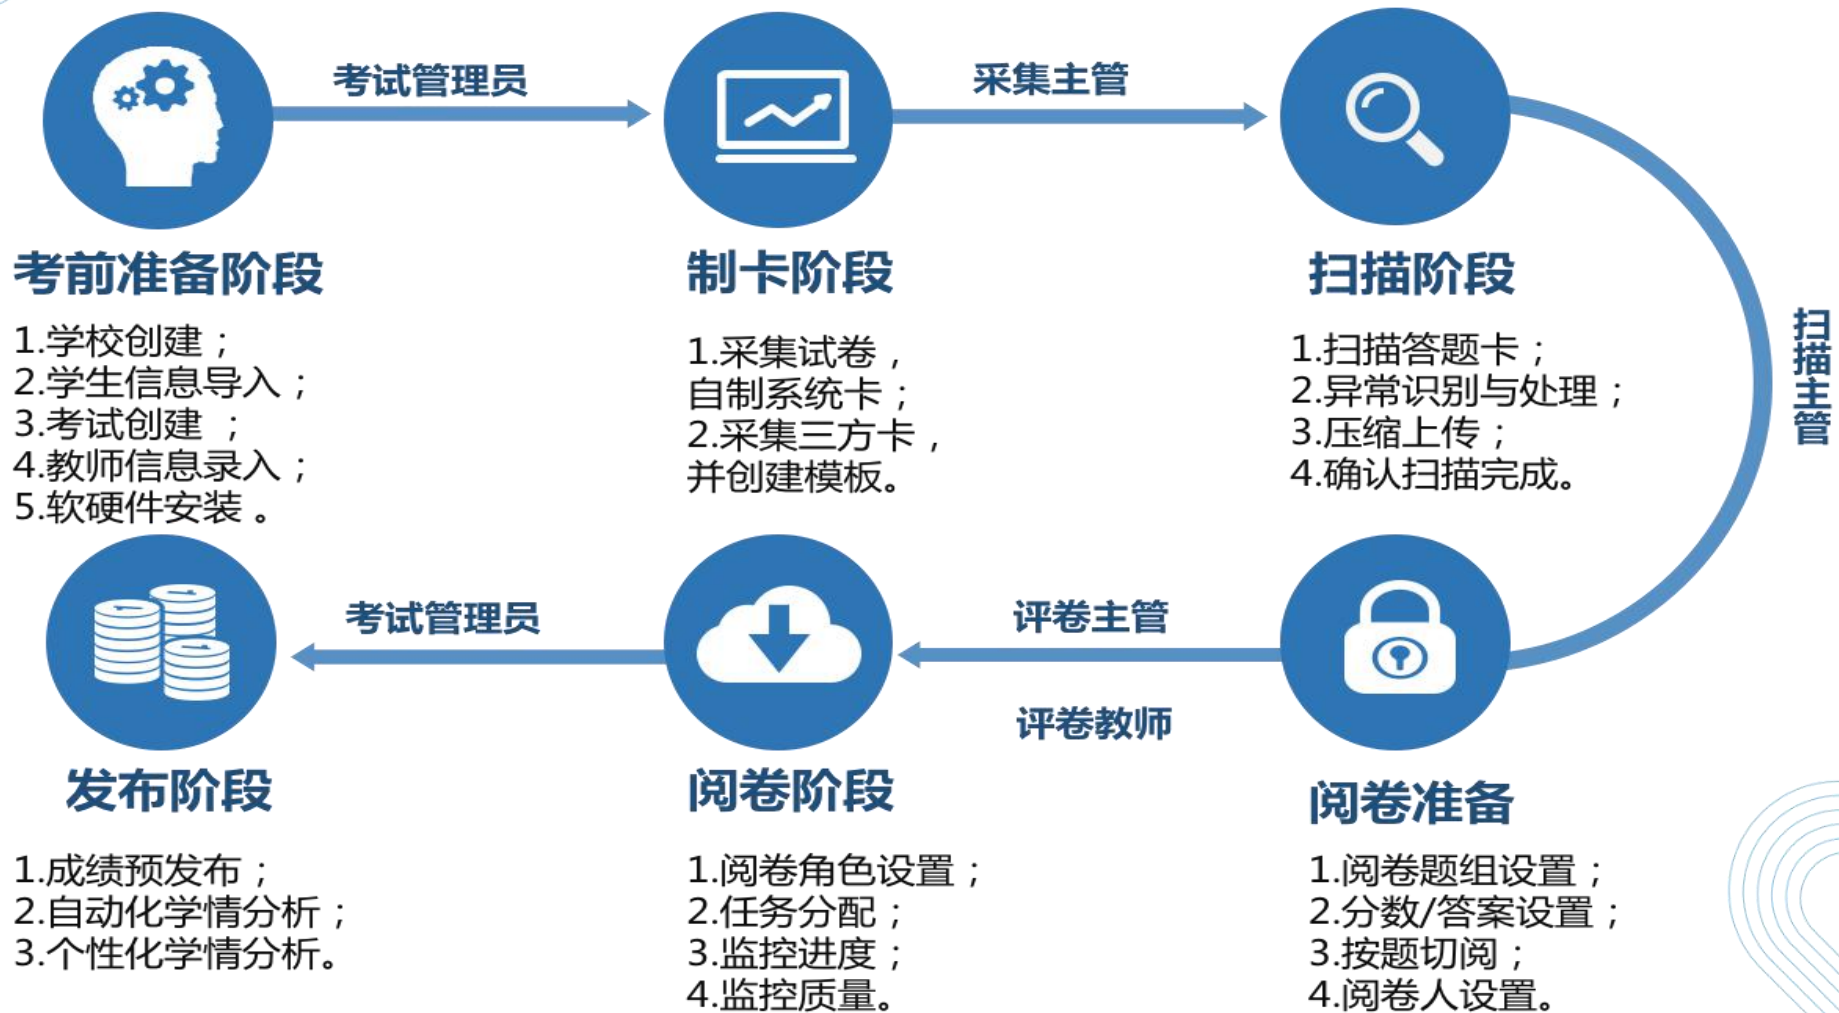 考试管理员
采集主管
考前准备阶段
1.学校创建；
2.学生信息导入；
3.考试创建 ；
4.教师信息录入；
5.软硬件安装 。
制卡阶段
1.采集试卷，
自制系统卡；
2.采集三方卡，
并创建模板。
扫描阶段
1.扫描答题卡；
2.异常识别与处理；
3.压缩上传；
4.确认扫描完成。
扫描主管
考试管理员
评卷主管
评卷教师
发布阶段
1.成绩预发布；
2.自动化学情分析；
3.个性化学情分析。
阅卷阶段
1.阅卷角色设置；
2.任务分配；
3.监控进度；
4.监控质量。
阅卷准备
1.阅卷题组设置；
2.分数/答案设置；
3.按题切阅；
4.阅卷人设置。